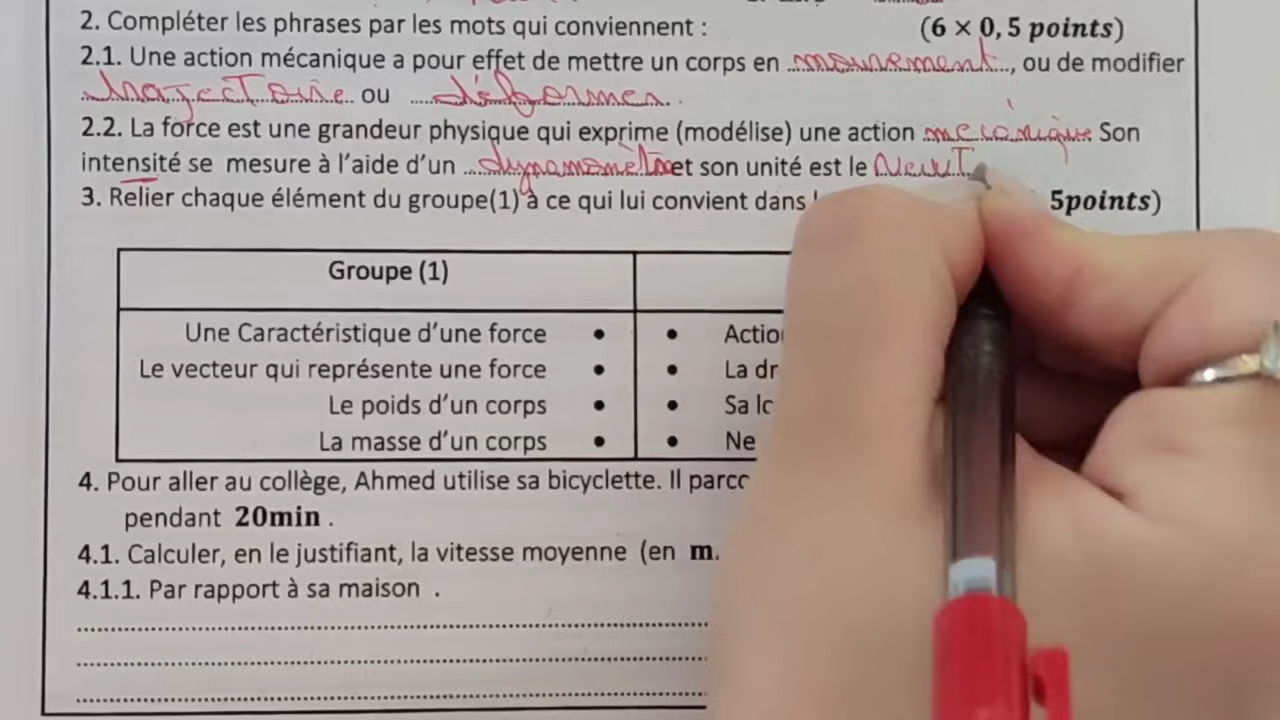 2. Compléter les phrases par les mots qui conviennent : (6 × 0,5 points)
2.1. Une action mécanique a pour effet de mettre un corps en mouvement, ou de modifier
trajectoire ou déformer.
2.2. La force est une grandeur physique qui exprime (modélise) une action mécanique Son
intensité se mesure à l'aide d'un et son unité est le NewT
3. Relier chaque élément du groupe(1) à ce qui lui convient dans 5points)
Groupe (1)
Une Caractéristique d'une force • • Actio
Le vecteur qui représente une force • • La dr
Le poids d'un corps • • Sa
La masse d'un corps • • Ne
4. Pour aller au collège, Ahmed utilise sa bicyclette. Il parc
pendant 20min .
4.1. Calculer, en le justifiant, la vitesse moyenne (en m.
4.1.1. Par rapport à sa maison .